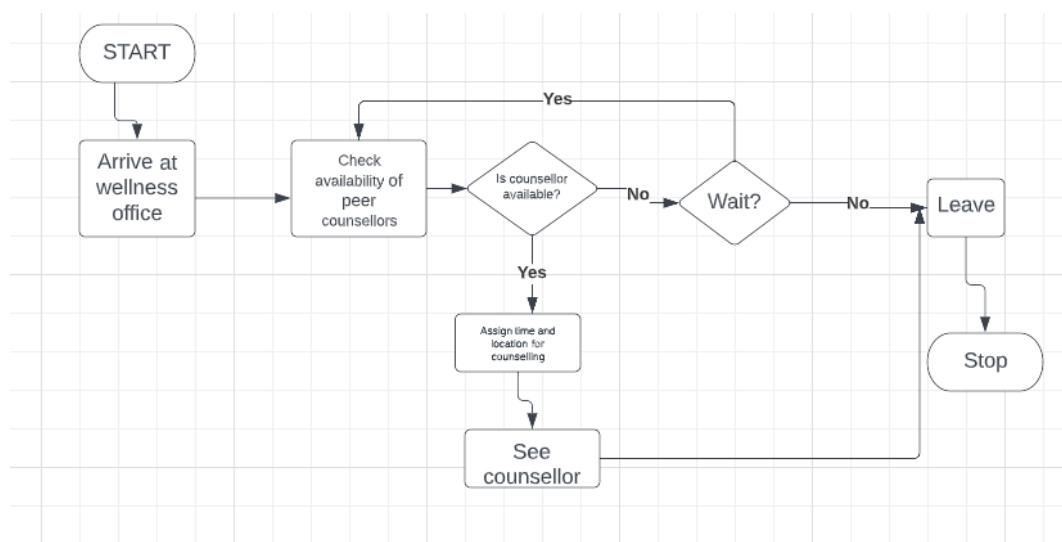 START
Arrive at
wellness
office
Check
availability of
peer
counsellors
Is counsellor
available?
No
Wait?
Yes
No
Leave
Stop
Yes
Assign time and
location for
counselling
See
counsellor